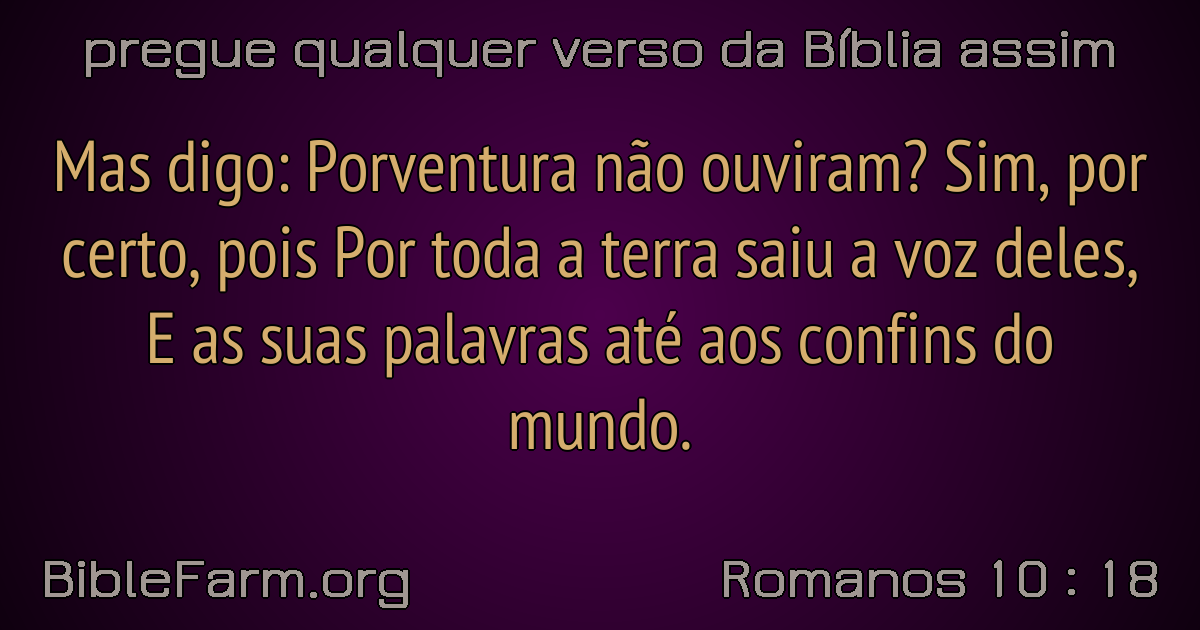 pregue qualquer verso da Bíblia assim
Mas digo: Porventura não ouviram? Sim, por
certo, pois Por toda a terra saiu a voz deles,
E as suas palavras até aos confins do
mundo.
BibleFarm.org
Romanos 10 : 18